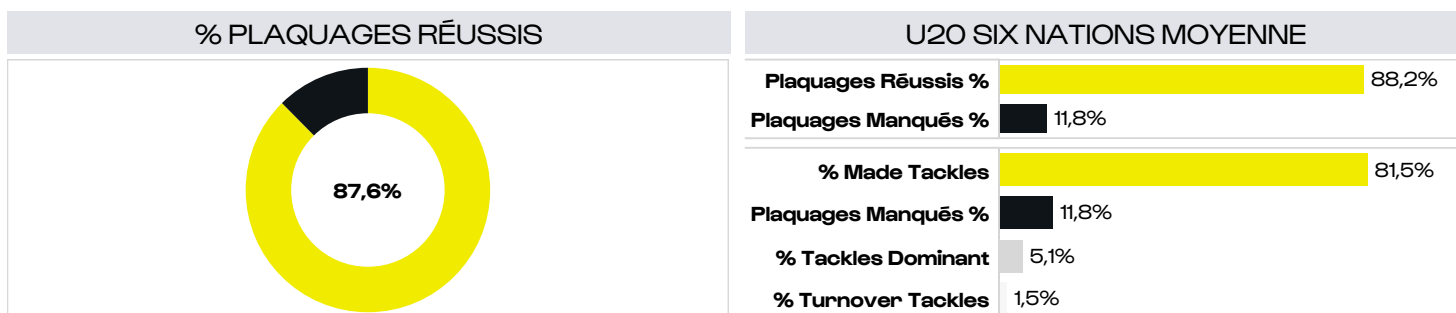 % PLAQUAGES RÉUSSIS
87,6%
U20 SIX NATIONS MOYENNE
Plaquages Réussis % 88,2%
Plaquages Manqués % 11,8%
% Made Tackles 81,5%
Plaquages Manqués % 11,8%
% Tackles Dominant 5,1%
% Turnover Tackles 1,5%